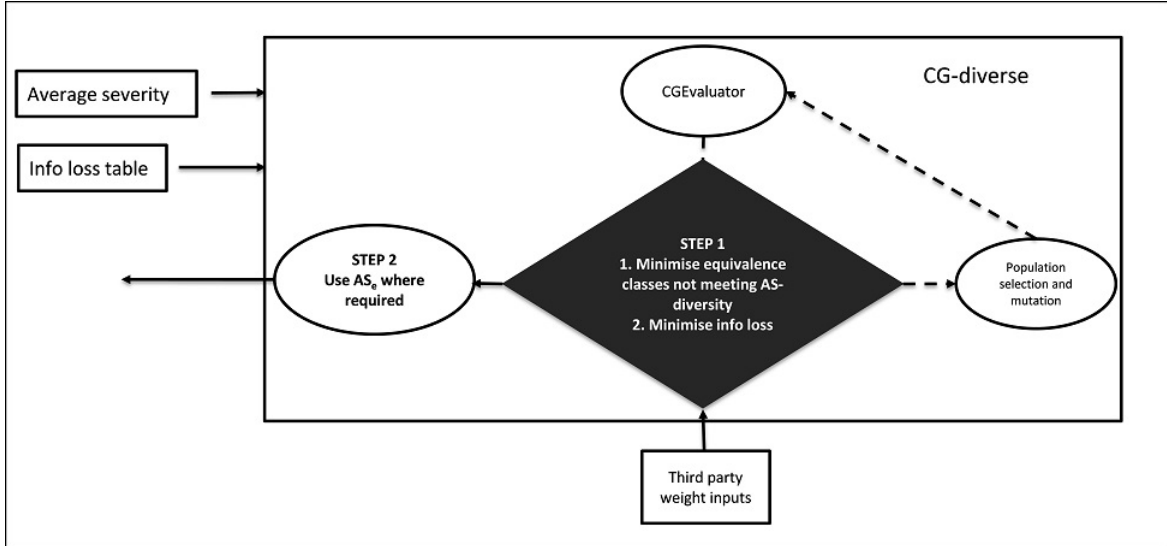 CG-diverse
Average severity
CGEvaluator
Info loss table
STEP 2
Use ASe where
required
STEP 1
1. Minimise equivalence
classes not meeting AS-
diversity
2. Minimise info loss
Population
selection and
mutation
Third party
weight inputs